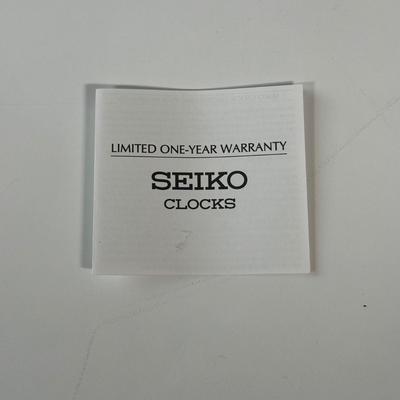 LIMITED ONE-YEAR WARRANTY
SEIKO
CLOCKS